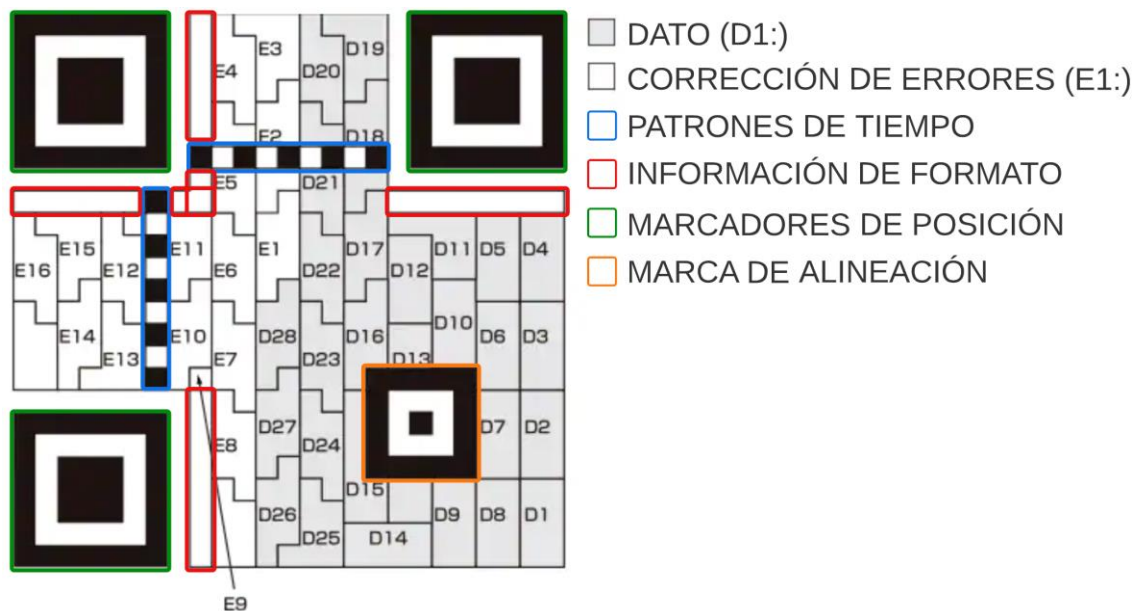 E3 D19
E4 D20
E2 D18
E5 D21
E15 E11 E1 D17 D11 D5 D4
E16 E12 E6 D22 D12
D10
E14 E10 D28 D16 D6 D3
E13 E7 D23 D13
D27 D7 D2
E8 D24
D15
D26 D9 D8 D1
D25 D14
E9
DATO (D1:)
CORRECCIÓN DE ERRORES (E1:)
PATRONES DE TIEMPO
INFORMACIÓN DE FORMATO
MARCADORES DE POSICIÓN
MARCA DE ALINEACIÓN